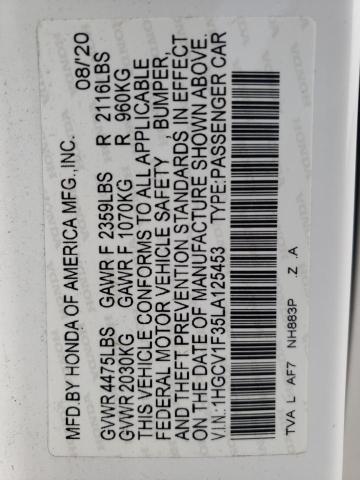 MFD.BY HONDA OF AMERICA MFG.,INC. 08/'20
GVWR 4475LBS GAWR F 2359LBS R 2116LBS
GVWR 2030KG GAWR F 1070KG R 960KG
THIS VEHICLE CONFORMS TO ALL APPLICABLE
FEDERAL MOTOR VEHICLE SAFETY , BUMPER,
AND THEFT PREVENTION STANDARDS IN EFFECT
ON THE DATE OF MANUFACTURE SHOWN ABOVE.
V.I.N.:1HGCV1F35LA125453 TYPE:PASSENGER CAR
TVA L AF7 NH883P .Z .A